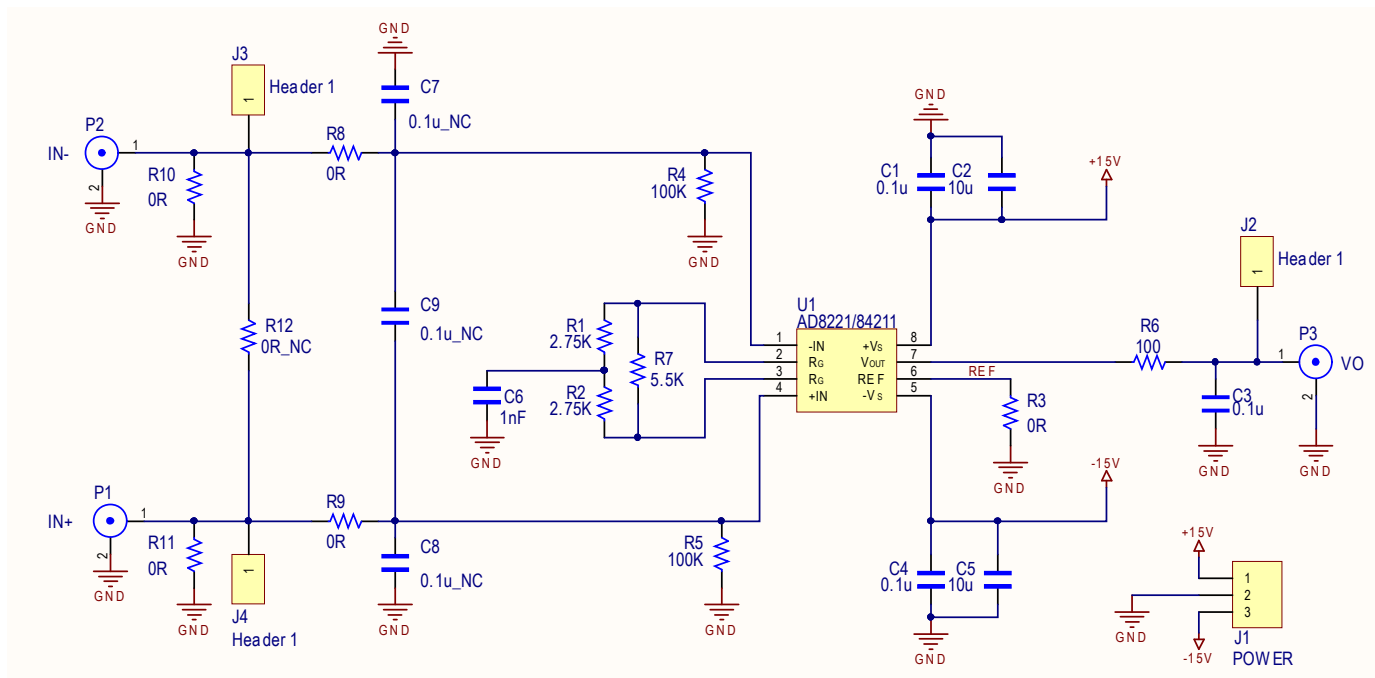 GND
J3
1
Header 1
C7
0.1u_NC
P2
IN-
1
2
GND
R10
0R
GND
R8
0R
R4
100K
GND
GND
C1
0.1u
C2
10u
+15V
J2
1
Header 1
R12
0R_NC
C9
0.1u_NC
R1
2.75K
R7
5.5K
R2
2.75K
C6
1nF
GND
U1
AD8221/84211
1
-IN
+Vs
8
2
RG
VOUT
7
3
RG
REF
6
4
+IN
-Vs
5
REF
R3
0R
GND
R6
100
C3
0.1u
GND
P3
1
VO
2
GND
P1
IN+
1
2
GND
R11
0R
GND
1
J4
Header 1
R9
0R
C8
0.1u_NC
GND
R5
100K
GND
-15V
C4
0.1u
C5
10u
GND
+15V
1
2
3
GND
-15V
J1
POWER